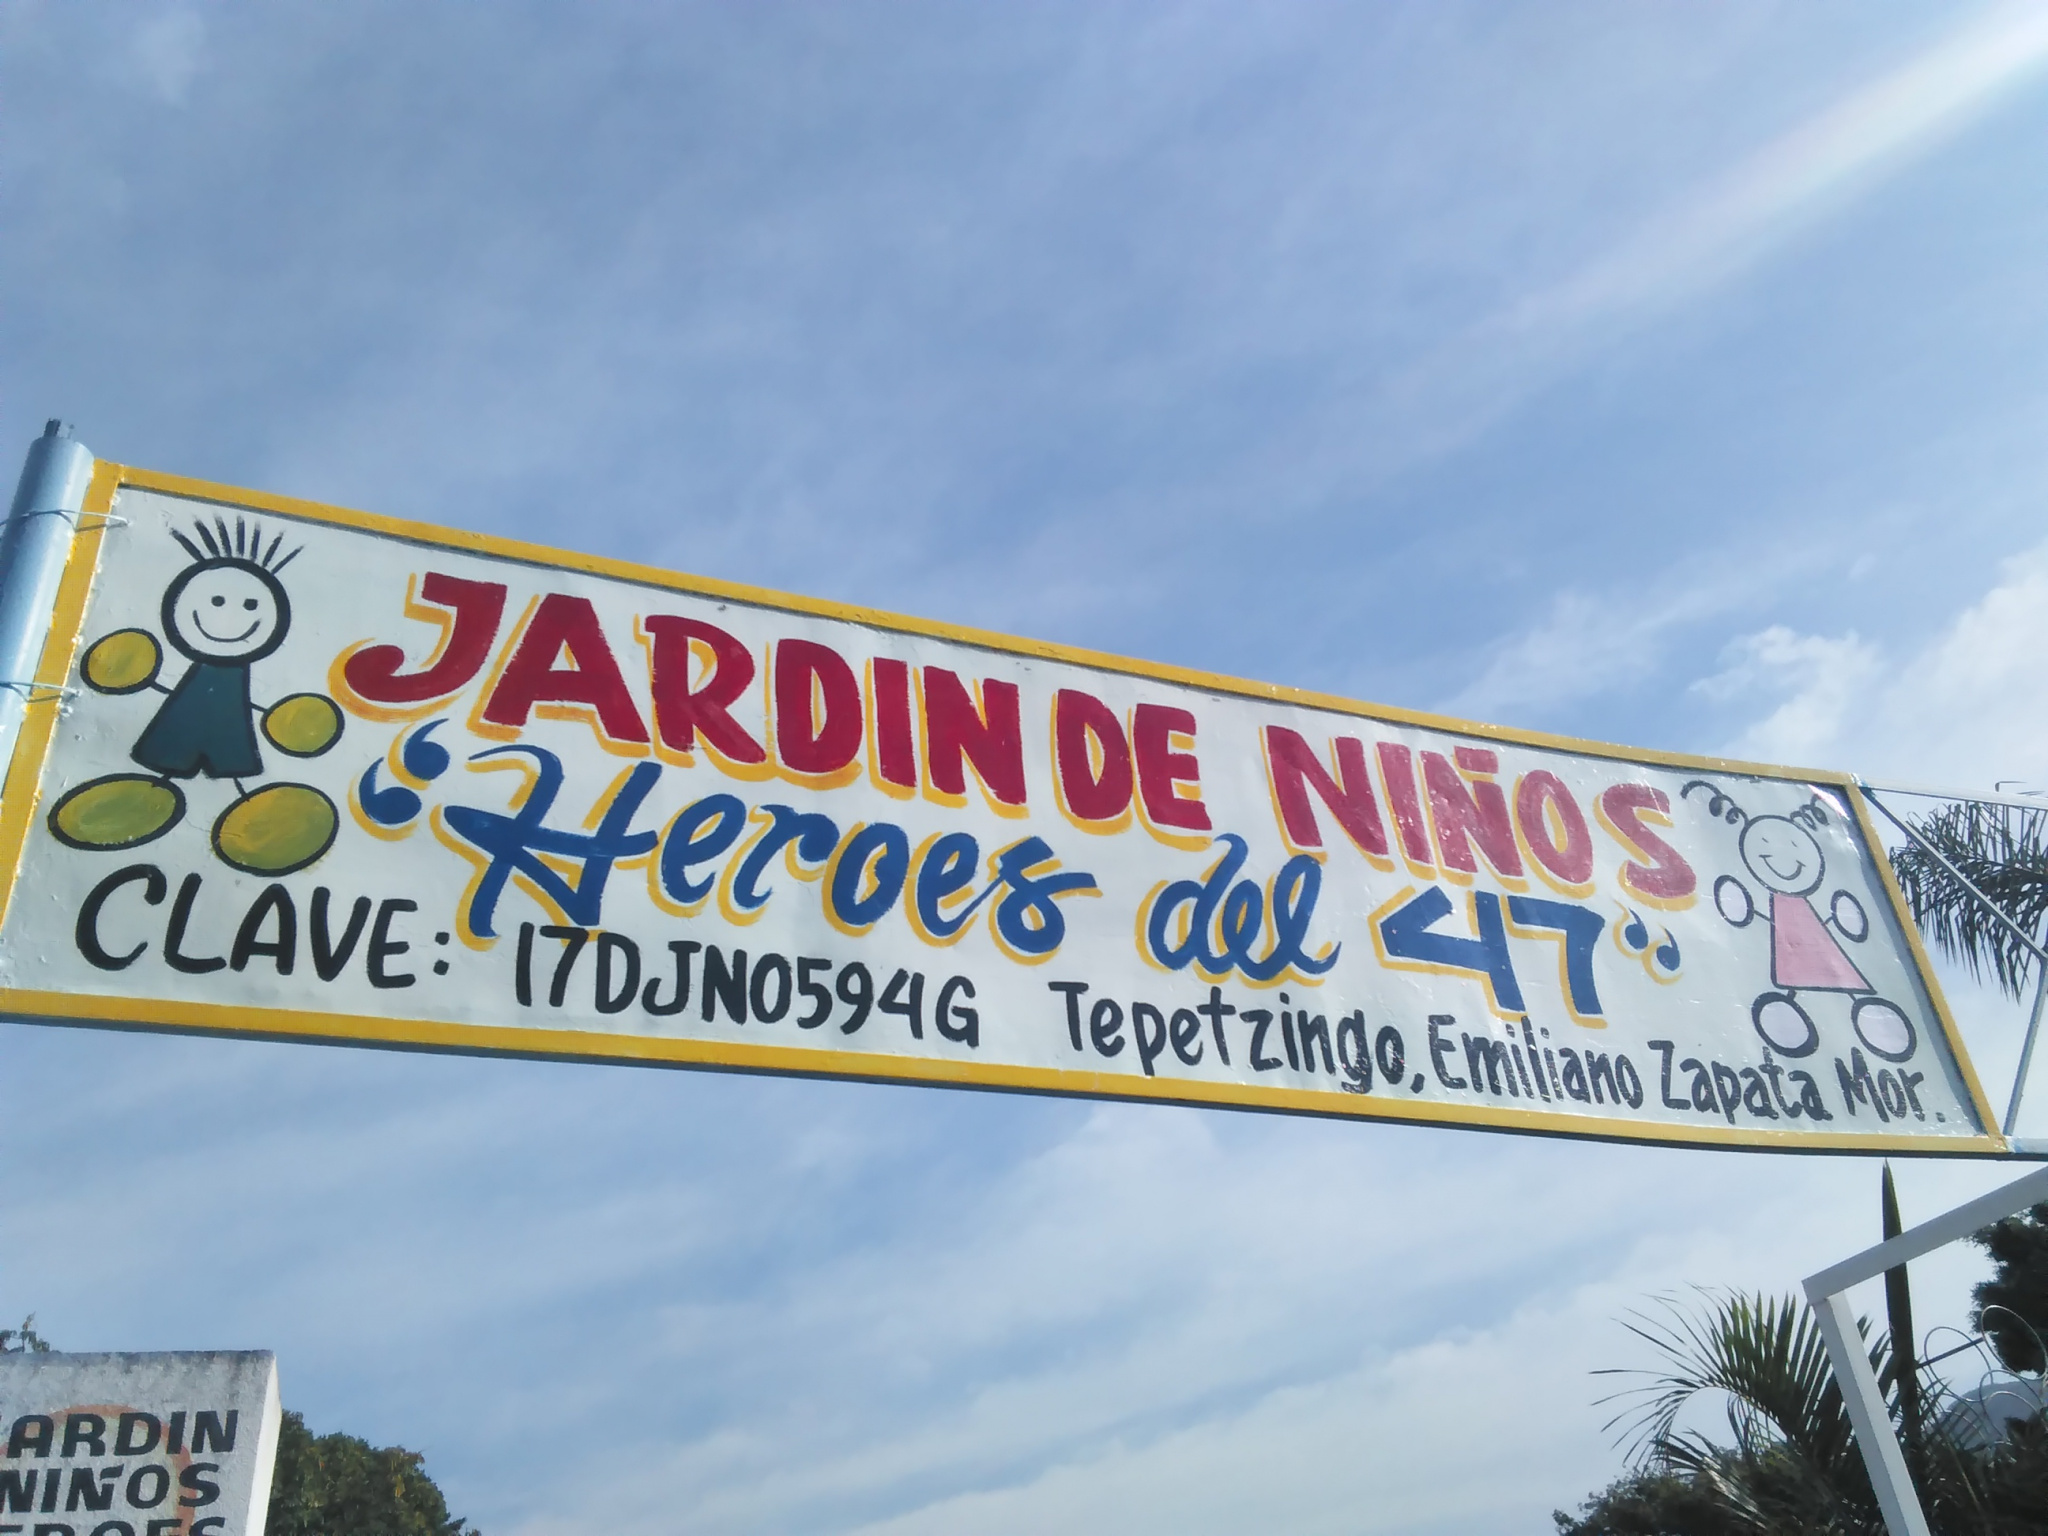 JARDIN DE NIÑOS
"Heroes del 47"
CLAVE: 17DJN0594G Tepetzingo, Emiliano Zapata Mor.
ARDIN
NIÑOS